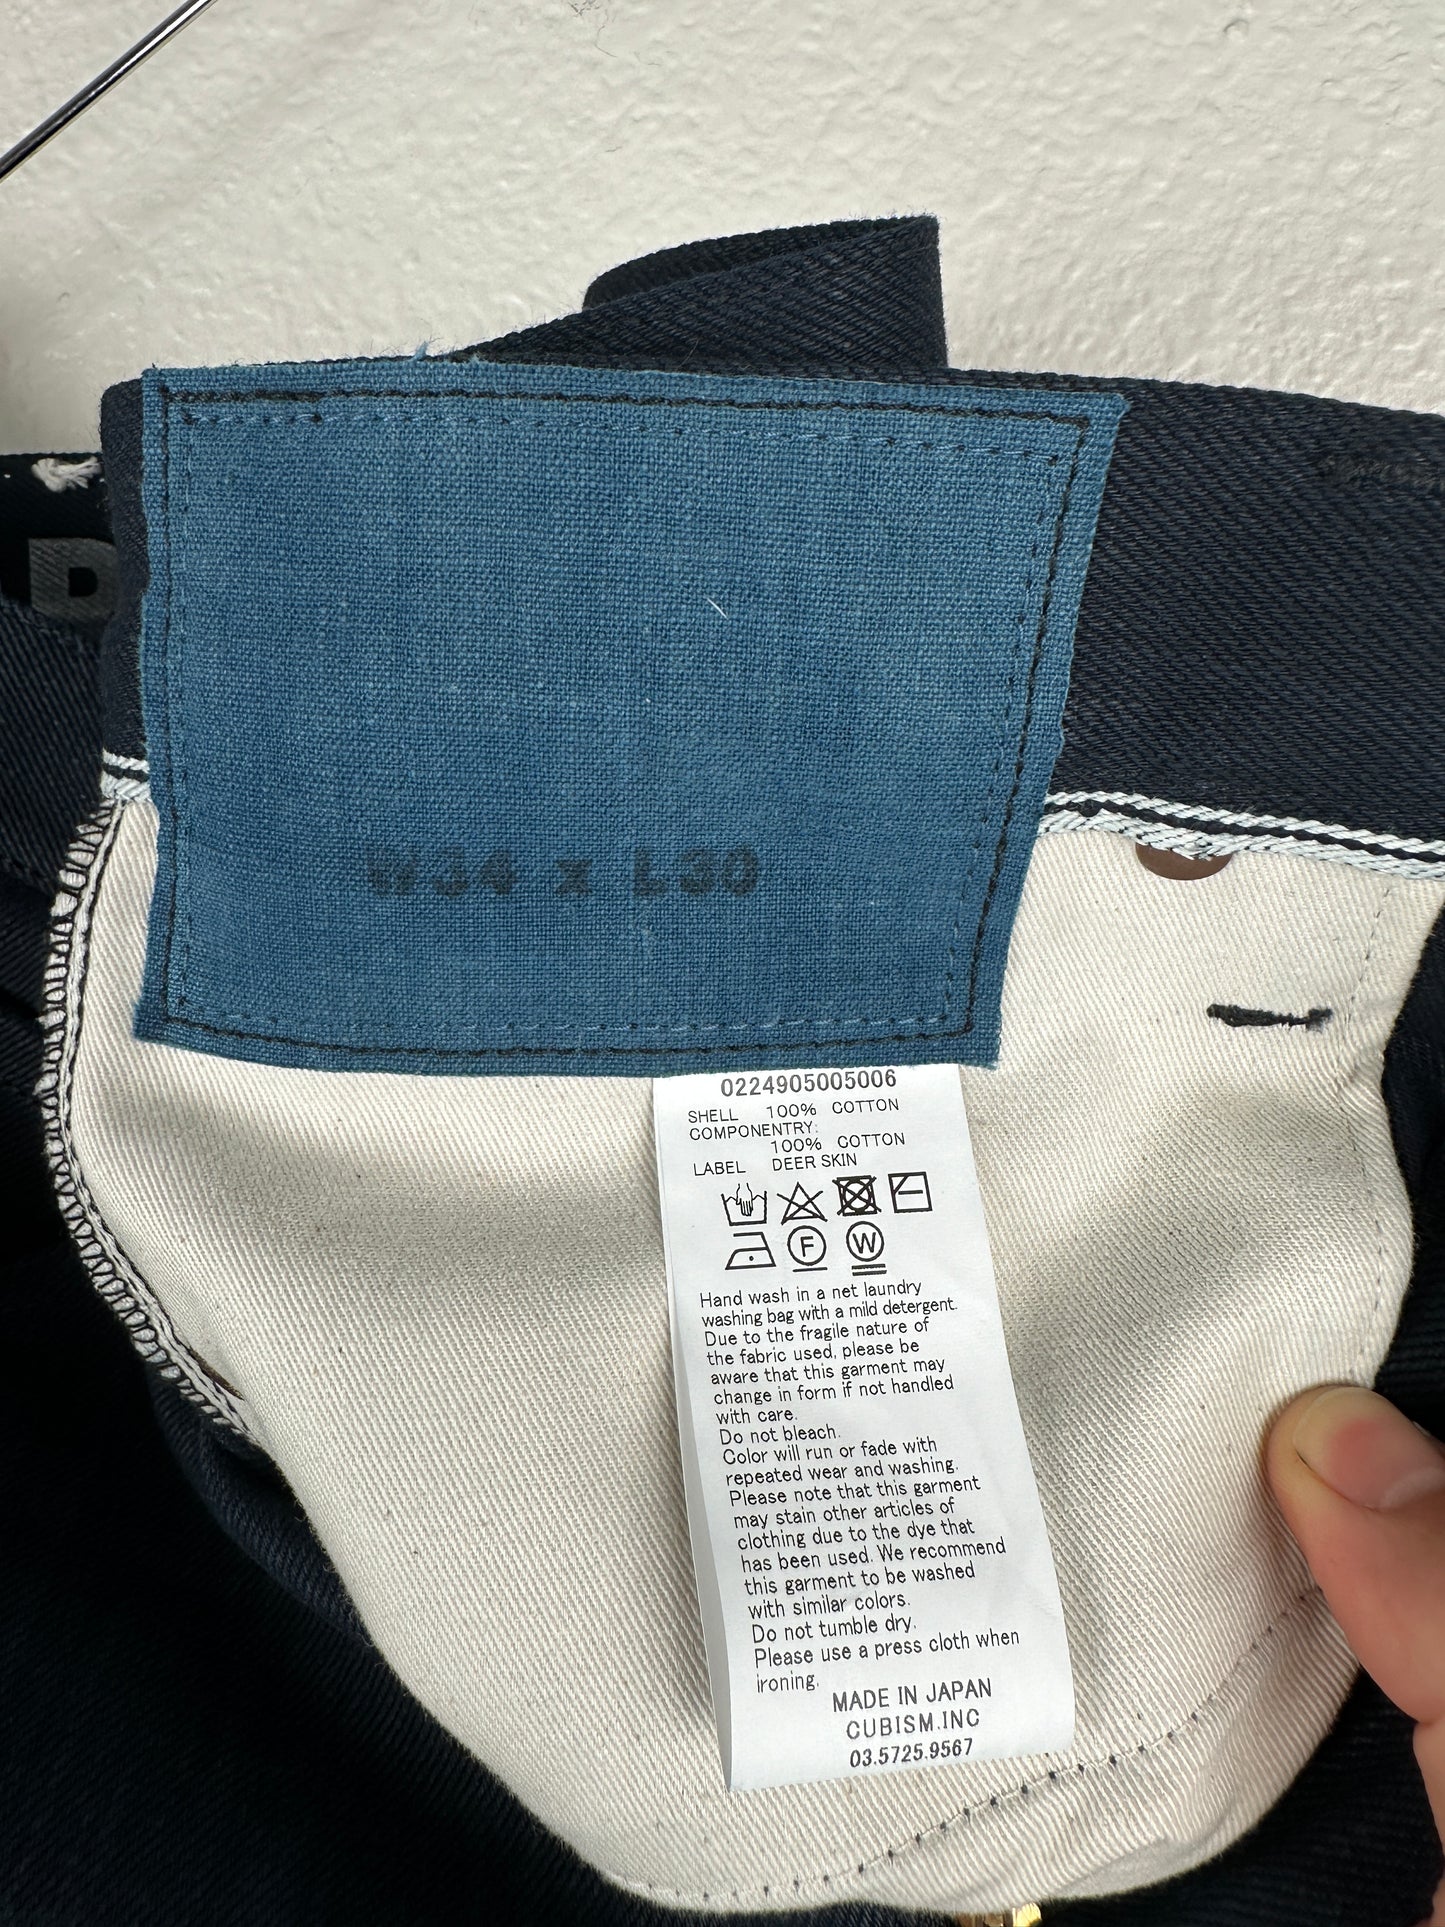 D
W34 x L30
0224905005006
SHELL 100% COTTON
COMPONENTRY:
100% COTTON
LABEL DEER SKIN
F W
Hand wash in a net laundry
washing bag with a mild detergent.
Due to the fragile nature of
the fabric used, please be
aware that this garment may
change in form if not handled
with care.
Do not bleach.
Color will run or fade with
repeated wear and washing.
Please note that this garment
may stain other articles of
clothing due to the dye that
has been used. We recommend
this garment to be washed
with similar colors.
Do not tumble dry.
Please use a press cloth when
ironing.
MADE IN JAPAN
CUBISM.INC
03.5725.9567